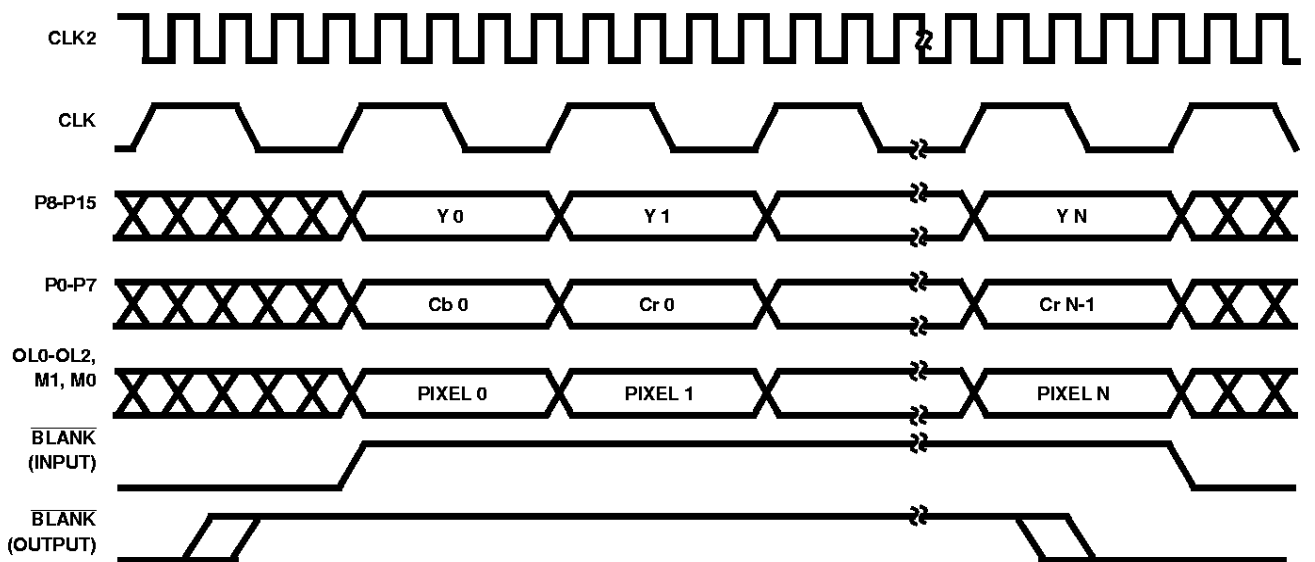 CLK2
CLK
P8-P15
Y 0
Y 1
Y N
P0-P7
Cb 0
Cr 0
Cr N-1
OL0-OL2,
M1, M0
PIXEL 0
PIXEL 1
PIXEL N
BLANK
(INPUT)
BLANK
(OUTPUT)